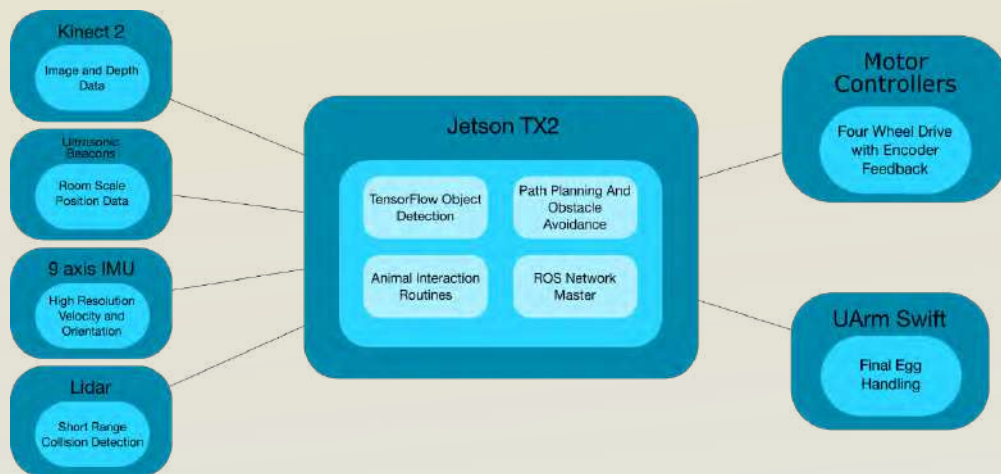 Kinect 2
Image and Depth
Data
Ultrasonic
Beacons
Room Scale
Position Data
9 axis IMU
High Resolution
Velocity and
Orientation
Lidar
Short Range
Collision Detection
Jetson TX2
TensorFlow Object
Detection
Path Planning And
Obstacle
Avoidance
Animal Interaction
Routines
ROS Network
Master
Motor
Controllers
Four Wheel Drive
with Encoder
Feedback
UArm Swift
Final Egg
Handling